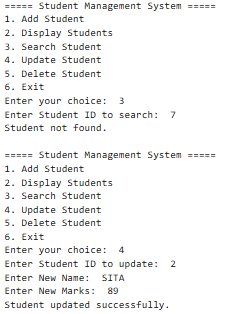 ===== Student Management System =====
1. Add Student
2. Display Students
3. Search Student
4. Update Student
5. Delete Student
6. Exit
Enter your choice:  3
Enter Student ID to search:  7
Student not found.

===== Student Management System =====
1. Add Student
2. Display Students
3. Search Student
4. Update Student
5. Delete Student
6. Exit
Enter your choice:  4
Enter Student ID to update:  2
Enter New Name:  SITA
Enter New Marks:  89
Student updated successfully.